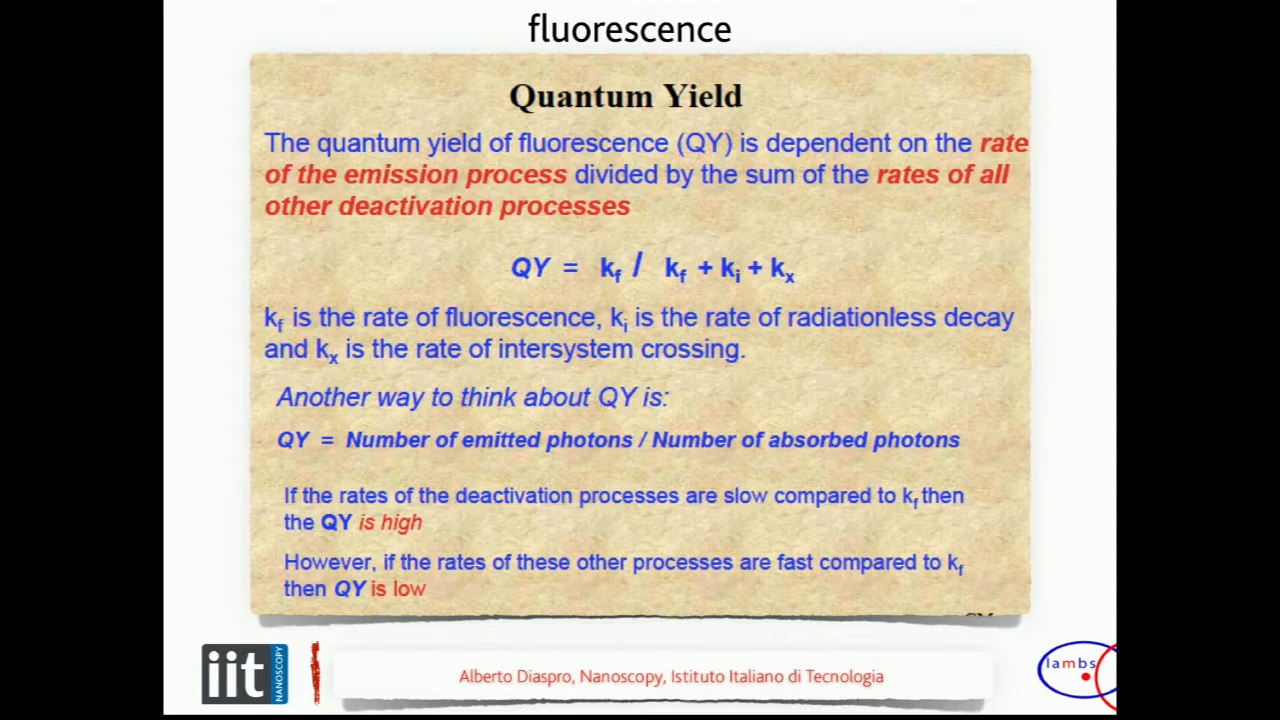 fluorescence
Quantum Yield
The quantum yield of fluorescence (QY) is dependent on the rate
of the emission process divided by the sum of the rates of all
other deactivation processes
QY = kf / kf + ki + kx
kf is the rate of fluorescence, ki is the rate of radiationless decay
and kx is the rate of intersystem crossing.
Another way to think about QY is:
QY = Number of emitted photons / Number of absorbed photons
If the rates of the deactivation processes are slow compared to kf then
the QY is high
However, if the rates of these other processes are fast compared to kf
then QY is low
iit
NANOSCOPY
Alberto Diaspro, Nanoscopy, Istituto Italiano di Tecnologia
lambs